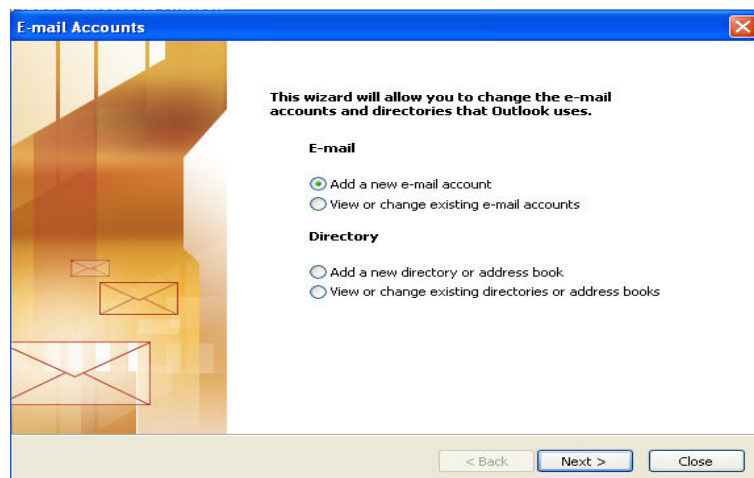 E-mail Accounts
This wizard will allow you to change the e-mail
accounts and directories that Outlook uses.
E-mail
Add a new e-mail account
View or change existing e-mail accounts
Directory
Add a new directory or address book
View or change existing directories or address books
< Back
Next >
Close